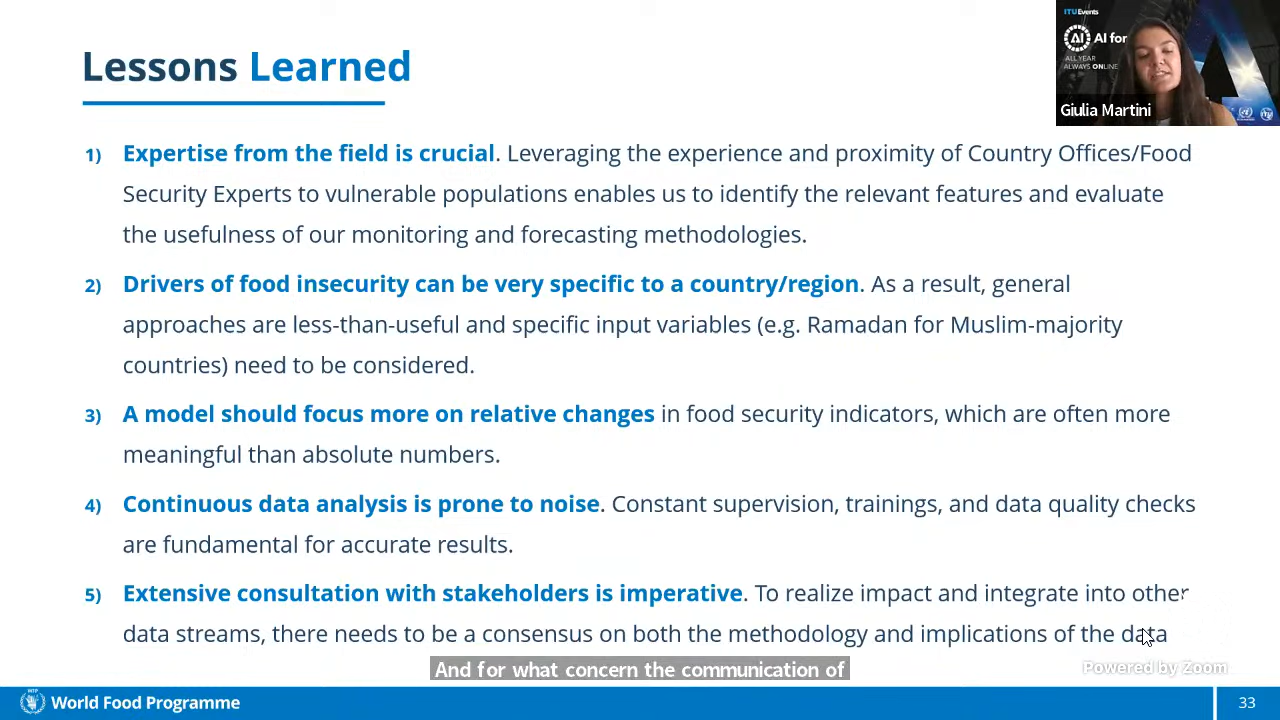 Lessons Learned
ITUEvents
AI
AI for
ALL YEAR
ALWAYS ONLINE
Giulia Martini
1) Expertise from the field is crucial. Leveraging the experience and proximity of Country Offices/Food
Security Experts to vulnerable populations enables us to identify the relevant features and evaluate
the usefulness of our monitoring and forecasting methodologies.
2) Drivers of food insecurity can be very specific to a country/region. As a result, general
approaches are less-than-useful and specific input variables (e.g. Ramadan for Muslim-majority
countries) need to be considered.
3) A model should focus more on relative changes in food security indicators, which are often more
meaningful than absolute numbers.
4) Continuous data analysis is prone to noise. Constant supervision, trainings, and data quality checks
are fundamental for accurate results.
5) Extensive consultation with stakeholders is imperative. To realize impact and integrate into other
data streams, there needs to be a consensus on both the methodology and implications of the data
And for what concern the communication of
Powered by Zoom
WFP
World Food Programme
33